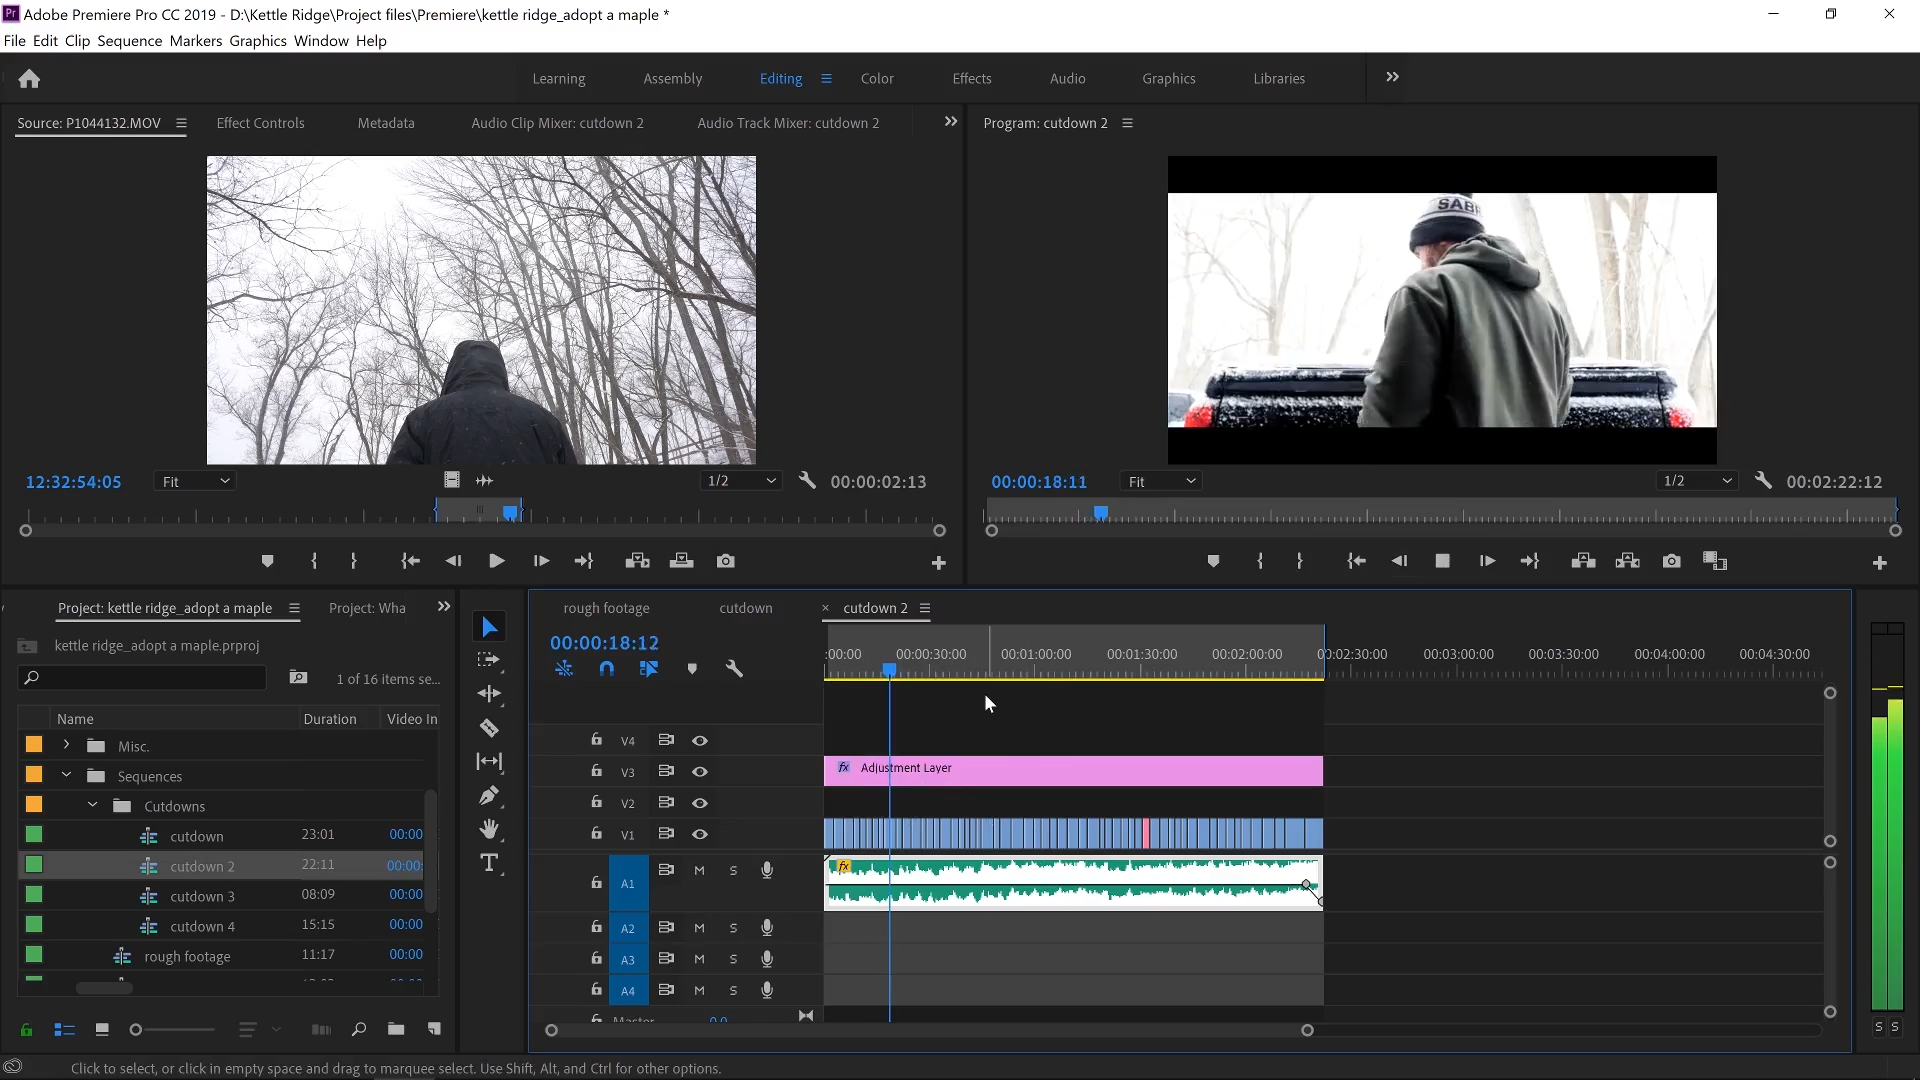 Pr Adobe Premiere Pro CC 2019 - D:\Kettle Ridge\Project files\Premiere\kettle ridge_adopt a maple *
File Edit Clip Sequence Markers Graphics Window Help
Learning Assembly Editing Color Effects Audio Graphics Libraries
Source: P1044132.MOV Effect Controls Metadata Audio Clip Mixer: cutdown 2 Audio Track Mixer: cutdown 2 Program: cutdown 2
SABR
12:32:54:05 Fit 1/2 00:00:02:13 00:00:18:11 Fit 1/2 00:02:22:12
Project: kettle ridge_adopt a maple Project: Wha rough footage cutdown × cutdown 2
kettle ridge_adopt a maple.prproj
00:00:18:12
1 of 16 items se...
:00:00 00:00:30:00 00:01:00:00 00:01:30:00 00:02:00:00 00:02:30:00 00:03:00:00 00:03:30:00 00:04:00:00 00:04:30:00
Name Duration Video In
Misc.
Sequences
Cutdowns
cutdown 23:01 00:00
cutdown 2 22:11 00:00:
cutdown 3 08:09 00:00
cutdown 4 15:15 00:00
rough footage 11:17 00:00
V4
V3 fx Adjustment Layer
V2
V1
A1 M S fx
A2 M S
A3 M S
A4 M S
Master 0.0
S S
Click to select, or click in empty space and drag to marquee select. Use Shift, Alt, and Ctrl for other options.